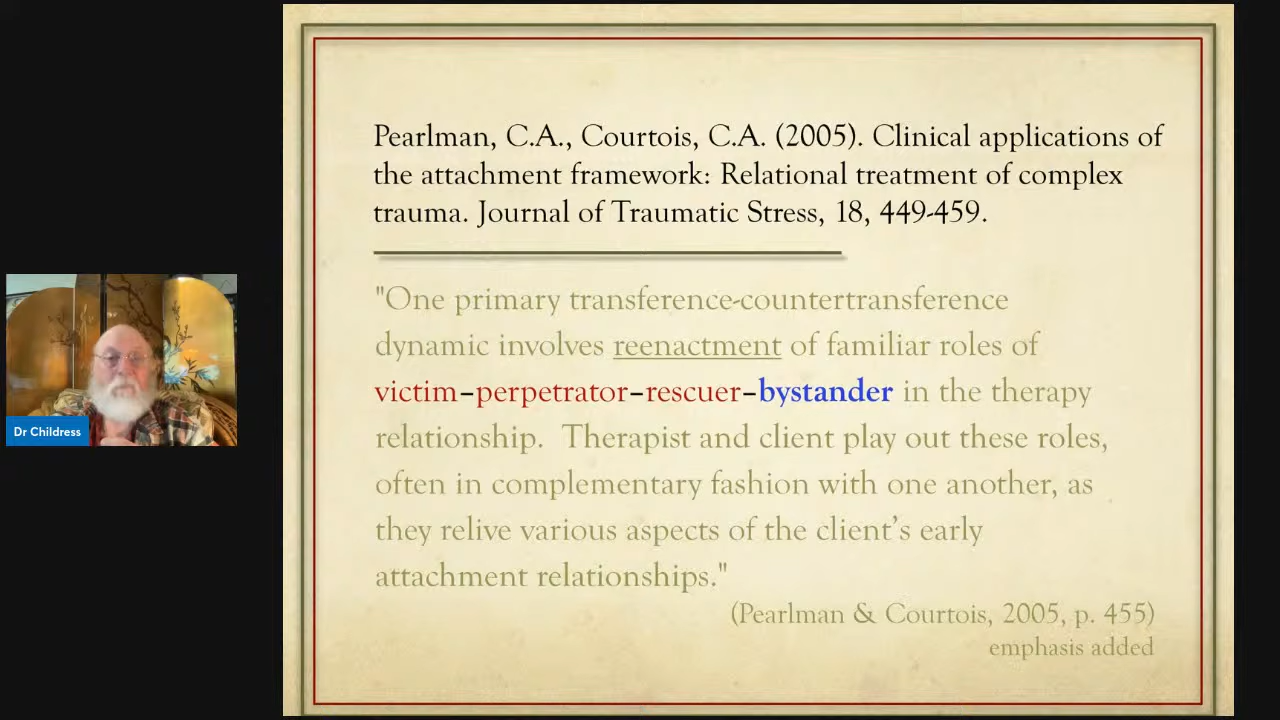 Pearlman, C.A., Courtois, C.A. (2005). Clinical applications of
the attachment framework: Relational treatment of complex
trauma. Journal of Traumatic Stress, 18, 449-459.
"One primary transference-countertransference
dynamic involves reenactment of familiar roles of
victim–perpetrator–rescuer–bystander in the therapy
relationship.  Therapist and client play out these roles,
often in complementary fashion with one another, as
they relive various aspects of the client’s early
attachment relationships."
(Pearlman & Courtois, 2005, p. 455)
emphasis added
Dr Childress